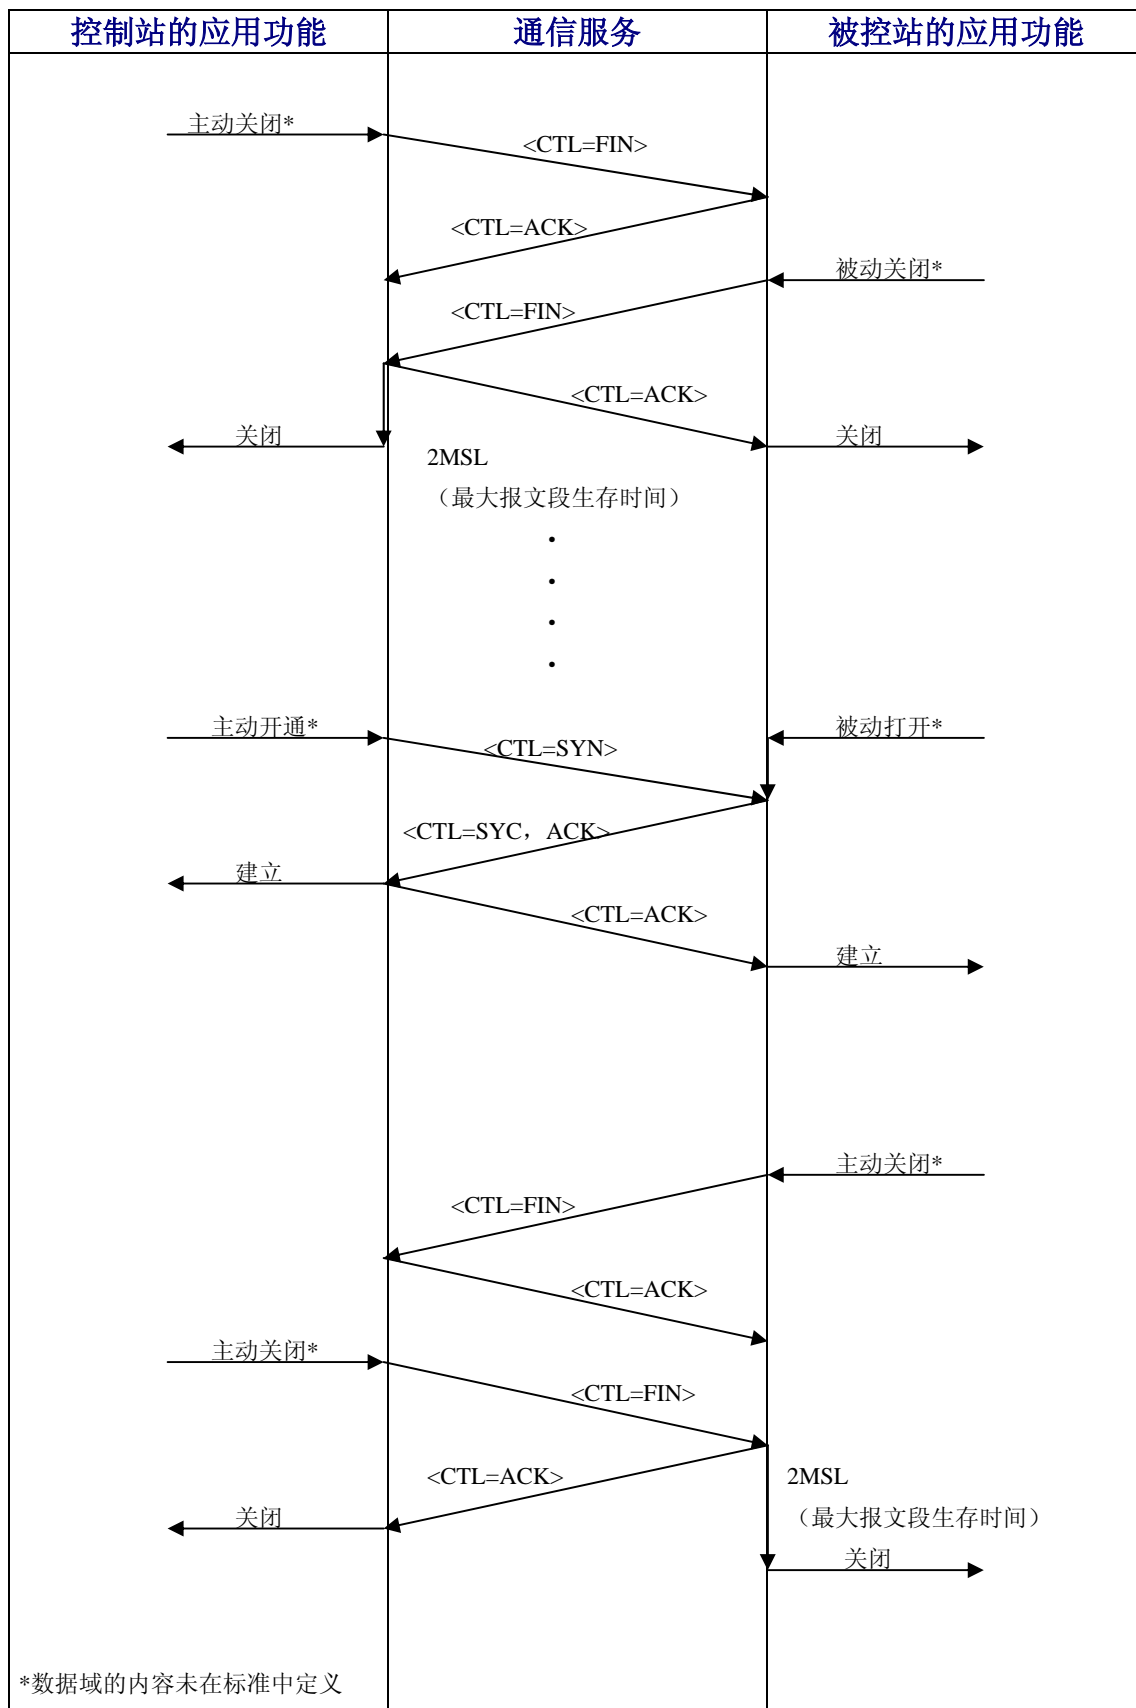 控制站的应用功能
通信服务
被控站的应用功能
主动关闭*
<CTL=FIN>
<CTL=ACK>
被动关闭*
<CTL=FIN>
<CTL=ACK>
关闭
关闭
2MSL
（最大报文段生存时间）
主动开通*
被动打开*
<CTL=SYN>
<CTL=SYC，ACK>
建立
<CTL=ACK>
建立
主动关闭*
<CTL=FIN>
<CTL=ACK>
主动关闭*
<CTL=FIN>
<CTL=ACK>
2MSL
（最大报文段生存时间）
关闭
关闭
*数据域的内容未在标准中定义